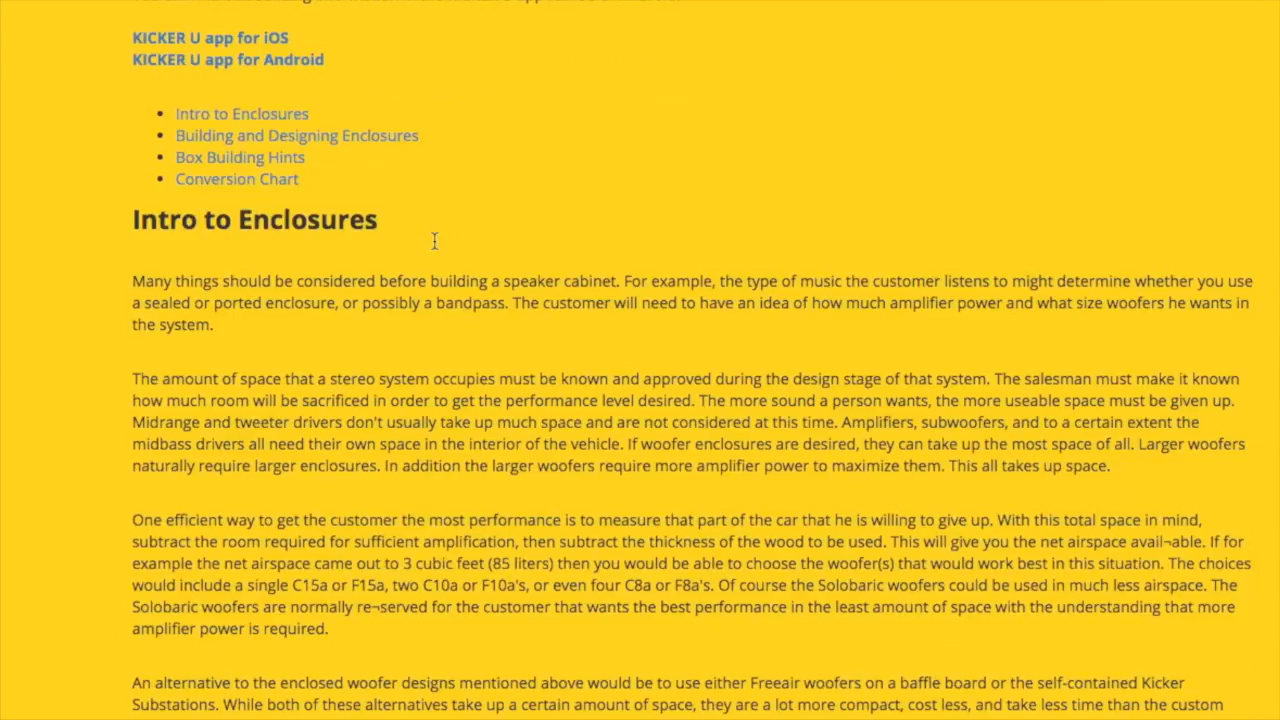 KICKER U app for iOS
KICKER U app for Android
Intro to Enclosures
Building and Designing Enclosures
Box Building Hints
Conversion Chart
Intro to Enclosures
Many things should be considered before building a speaker cabinet. For example, the type of music the customer listens to might determine whether you use
a sealed or ported enclosure, or possibly a bandpass. The customer will need to have an idea of how much amplifier power and what size woofers he wants in
the system.
The amount of space that a stereo system occupies must be known and approved during the design stage of that system. The salesman must make it known
how much room will be sacrificed in order to get the performance level desired. The more sound a person wants, the more useable space must be given up.
Midrange and tweeter drivers don't usually take up much space and are not considered at this time. Amplifiers, subwoofers, and to a certain extent the
midbass drivers all need their own space in the interior of the vehicle. If woofer enclosures are desired, they can take up the most space of all. Larger woofers
naturally require larger enclosures. In addition the larger woofers require more amplifier power to maximize them. This all takes up space.
One efficient way to get the customer the most performance is to measure that part of the car that he is willing to give up. With this total space in mind,
subtract the room required for sufficient amplification, then subtract the thickness of the wood to be used. This will give you the net airspace avail¬able. If for
example the net airspace came out to 3 cubic feet (85 liters) then you would be able to choose the woofer(s) that would work best in this situation. The choices
would include a single C15a or F15a, two C10a or F10a's, or even four C8a or F8a's. Of course the Solobaric woofers could be used in much less airspace. The
Solobaric woofers are normally re¬served for the customer that wants the best performance in the least amount of space with the understanding that more
amplifier power is required.
An alternative to the enclosed woofer designs mentioned above would be to use either Freeair woofers on a baffle board or the self-contained Kicker
Substations. While both of these alternatives take up a certain amount of space, they are a lot more compact, cost less, and take less time than the custom